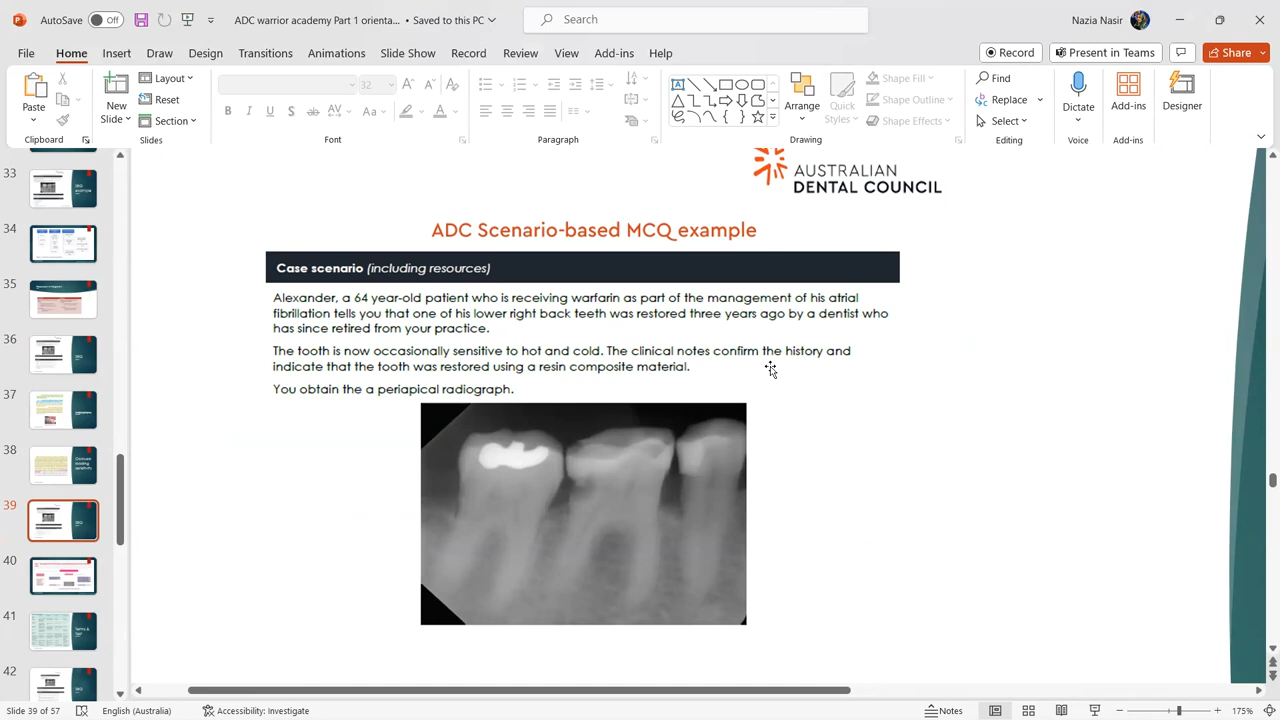 AutoSave
Off
ADC warrior academy Part 1 orienta... • Saved to this PC
Search
Nazia Nasir
File
Home
Insert
Draw
Design
Transitions
Animations
Slide Show
Record
Review
View
Add-ins
Help
Record
Present in Teams
Share
Paste
Clipboard
New
Slide
Layout
Reset
Section
Slides
32
B I U S ab AV Aa A
Font
Paragraph
Arrange
Quick
Styles
Shape Fill
Shape Outline
Shape Effects
Drawing
Find
Replace
Select
Editing
Dictate
Voice
Add-ins
Add-ins
Designer
33
34
35
36
37
38
39
40
41
42
AUSTRALIAN
DENTAL COUNCIL
ADC Scenario-based MCQ example
Case scenario (including resources)
Alexander, a 64 year-old patient who is receiving warfarin as part of the management of his atrial
fibrillation tells you that one of his lower right back teeth was restored three years ago by a dentist who
has since retired from your practice.
The tooth is now occasionally sensitive to hot and cold. The clinical notes confirm the history and
indicate that the tooth was restored using a resin composite material.
You obtain the a periapical radiograph.
Slide 39 of 57
English (Australia)
Accessibility: Investigate
Notes
175%